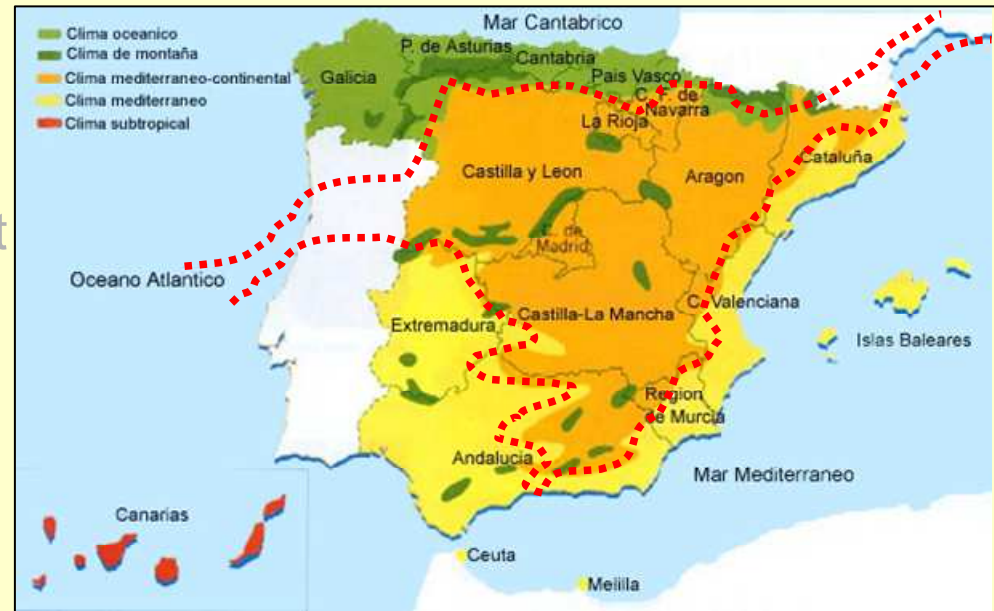 Mar Cantabrico
Clima oceanico
Clima de montaña
Clima mediterraneo-continental
Clima mediterraneo
Clima subtropical
P. de Asturias
Cantabria
Galicia
Pais Vasco
C. F. de
Navarra
La Rioja
Cataluña
Castilla y Leon
Aragon
C. de
Madrid
t
Oceano Atlantico
C. Valenciana
Castilla-La Mancha
Extremadura
Islas Baleares
Region
de Murcia
Andalucia
Mar Mediterraneo
Canarias
Ceuta
Melilla